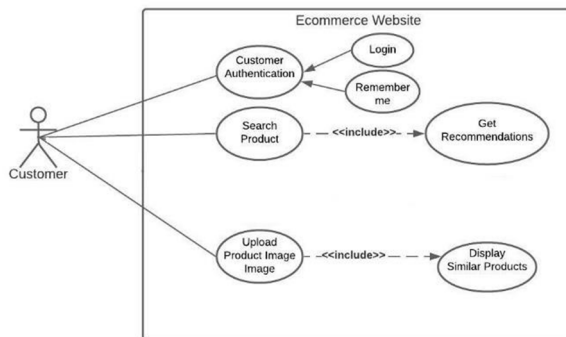 Ecommerce Website
Customer
Authentication
Login
Remember
me
Search
Product
<<include>>
Get
Recommendations
Customer
Upload
Product Image
Image
<<include>>
Display
Similar Products